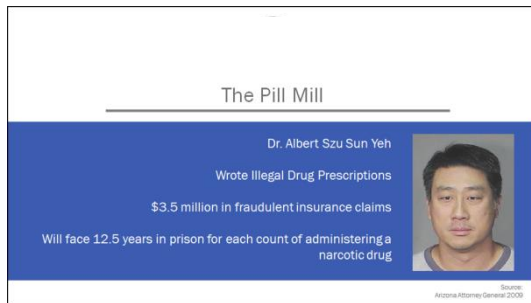 The Pill Mill
Dr. Albert Szu Sun Yeh
Wrote Illegal Drug Prescriptions
$3.5 million in fraudulent insurance claims
Will face 12.5 years in prison for each count of administering a
narcotic drug
Source:
Arizona Attorney General 2009